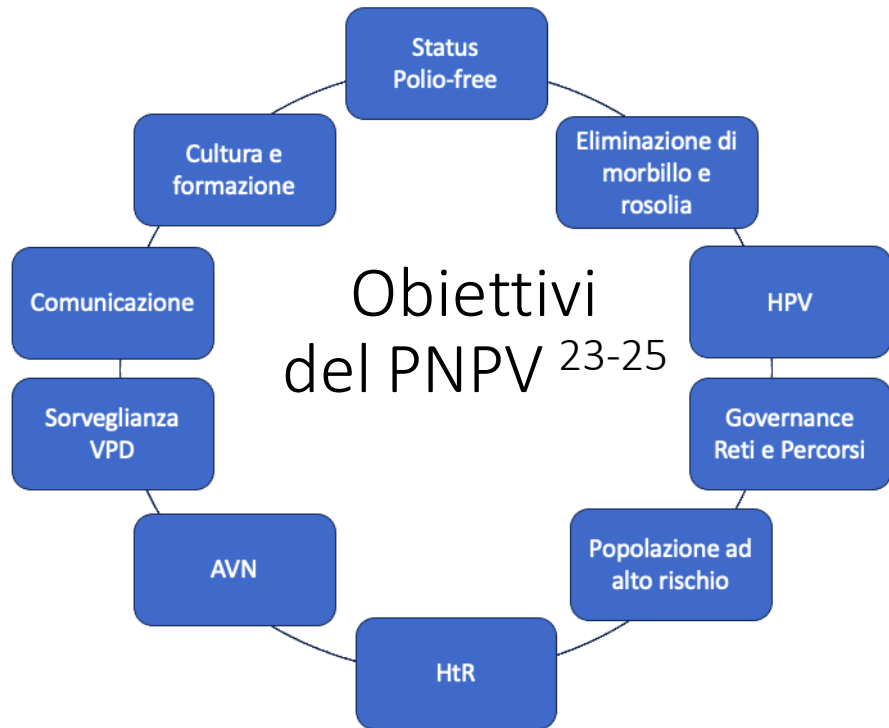 Status
Polio-free
Eliminazione di
morbillo e
rosolia
HPV
Governance
Reti e Percorsi
Popolazione ad
alto rischio
HtR
AVN
Sorveglianza
VPD
Comunicazione
Cultura e
formazione
Obiettivi
del PNPV 23-25